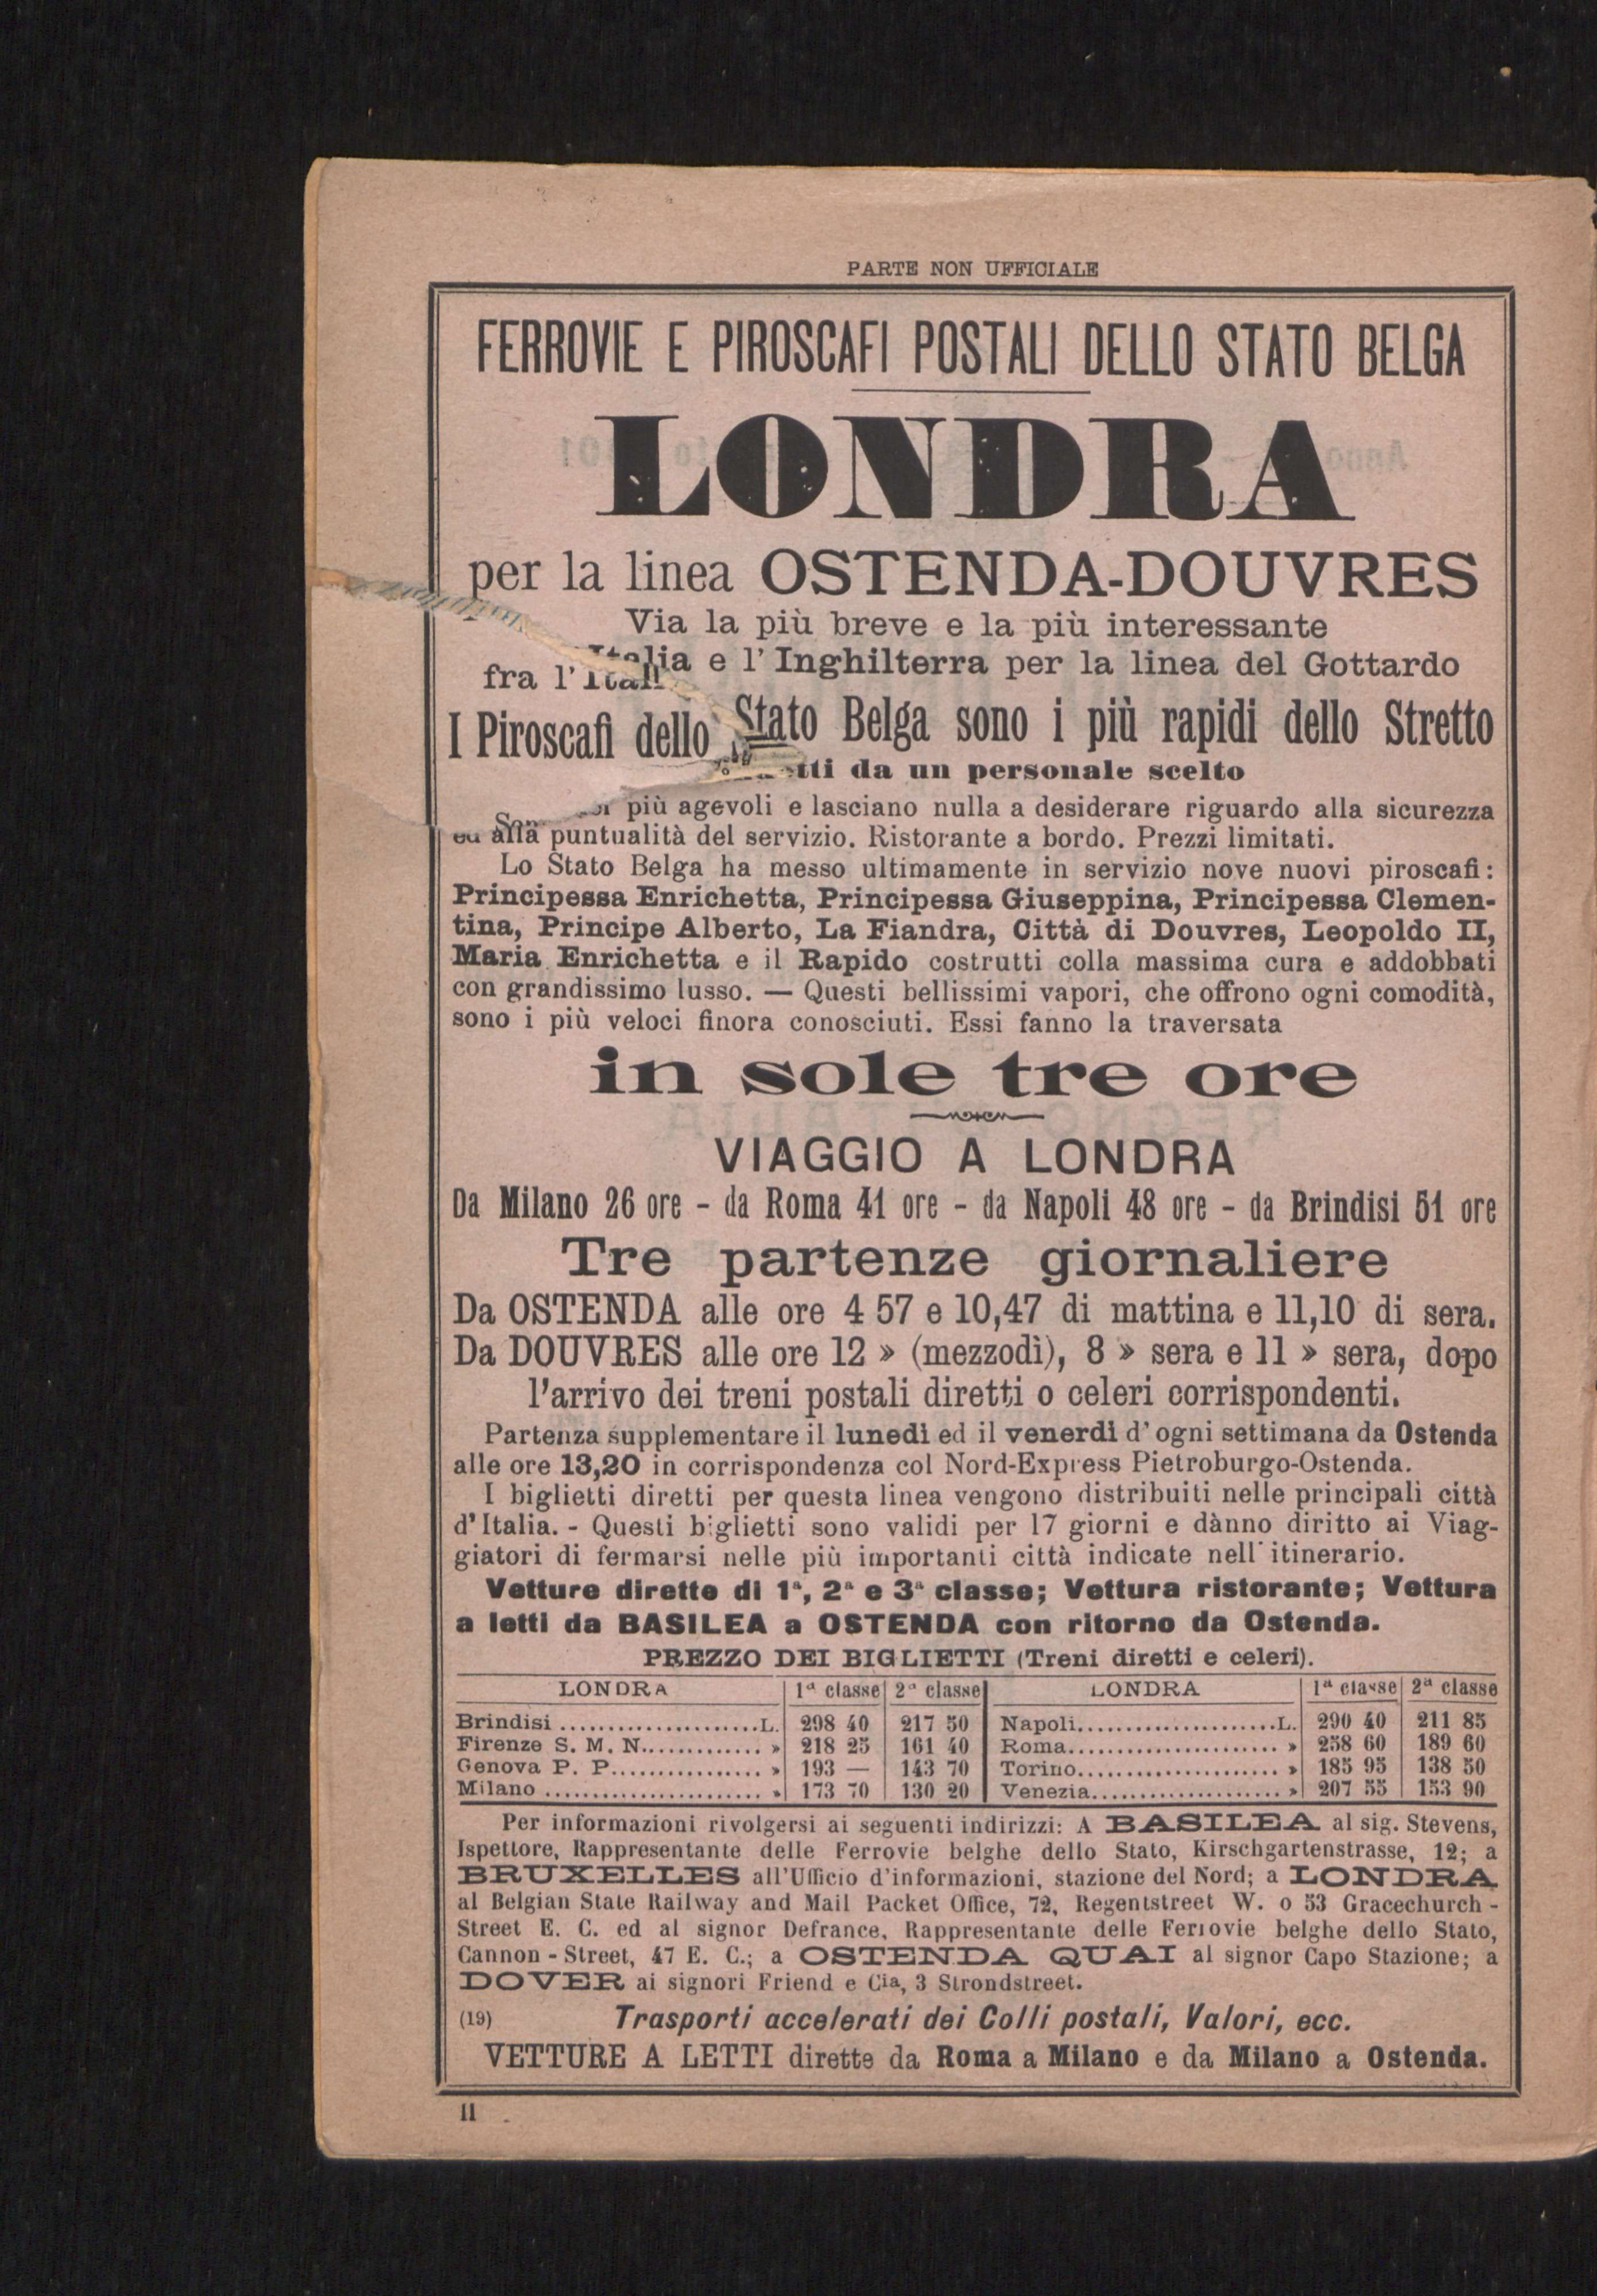 PARTE NON UFFICIALE
FERROVIE E PIROSCAFI POSTALI DELLO STATO BELGA
LONDRA
per la linea OSTENDA-DOUVRES
Via la più breve e la più interessante
fra l'Italia e l'Inghilterra per la linea del Gottardo
I Piroscafi dello Stato Belga sono i più rapidi dello Stretto
da un personale scelto
più agevoli e lasciano nulla a desiderare riguardo alla sicurezza
ed alla puntualità del servizio. Ristorante a bordo. Prezzi limitati.
Lo Stato Belga ha messo ultimamente in servizio nove nuovi piroscafi:
Principessa Enrichetta, Principessa Giuseppina, Principessa Clemen-
tina, Principe Alberto, La Fiandra, Città di Douvres, Leopoldo II,
Maria Enrichetta e il Rapido costrutti colla massima cura e addobbati
con grandissimo lusso. — Questi bellissimi vapori, che offrono ogni comodità,
sono i più veloci finora conosciuti. Essi fanno la traversata
in sole tre ore
VIAGGIO A LONDRA
Da Milano 26 ore - da Roma 41 ore - da Napoli 48 ore - da Brindisi 51 ore
Tre partenze giornaliere
Da OSTENDA alle ore 4 57 e 10,47 di mattina e 11,10 di sera.
Da DOUVRES alle ore 12 » (mezzodì), 8 » sera e 11 » sera, dopo
l'arrivo dei treni postali diretti o celeri corrispondenti.
Partenza supplementare il lunedì ed il venerdì d'ogni settimana da Ostenda
alle ore 13,20 in corrispondenza col Nord-Express Pietroburgo-Ostenda.
I biglietti diretti per questa linea vengono distribuiti nelle principali città
d'Italia. - Questi biglietti sono validi per 17 giorni e dànno diritto ai Viag-
giatori di fermarsi nelle più importanti città indicate nell'itinerario.
Vetture dirette di 1ª, 2ª e 3ª classe; Vettura ristorante; Vettura
a letti da BASILEA a OSTENDA con ritorno da Ostenda.
PREZZO DEI BIGLIETTI (Treni diretti e celeri).
LONDRA 1ª classe 2ª classe LONDRA 1ª classe 2ª classe
Brindisi .....................L. 298 40 217 50 Napoli.....................L. 290 40 211 85
Firenze S. M. N.............. » 218 25 161 40 Roma...................... » 258 60 189 60
Genova P. P................ » 193 — 143 70 Torino..................... » 185 95 138 50
Milano ...................... » 173 70 130 20 Venezia.................... » 207 55 153 90
Per informazioni rivolgersi ai seguenti indirizzi: A BASILEA al sig. Stevens,
Ispettore, Rappresentante delle Ferrovie belghe dello Stato, Kirschgartenstrasse, 12; a
BRUXELLES all'Ufficio d'informazioni, stazione del Nord; a LONDRA
al Belgian State Railway and Mail Packet Office, 72, Regentstreet W. o 53 Gracechurch-
Street E. C. ed al signor Defrance, Rappresentante delle Ferrovie belghe dello Stato,
Cannon-Street, 47 E. C.; a OSTENDA QUAI al signor Capo Stazione; a
DOVER ai signori Friend e Cia, 3 Strondstreet.
(19) Trasporti accelerati dei Colli postali, Valori, ecc.
VETTURE A LETTI dirette da Roma a Milano e da Milano a Ostenda.
11